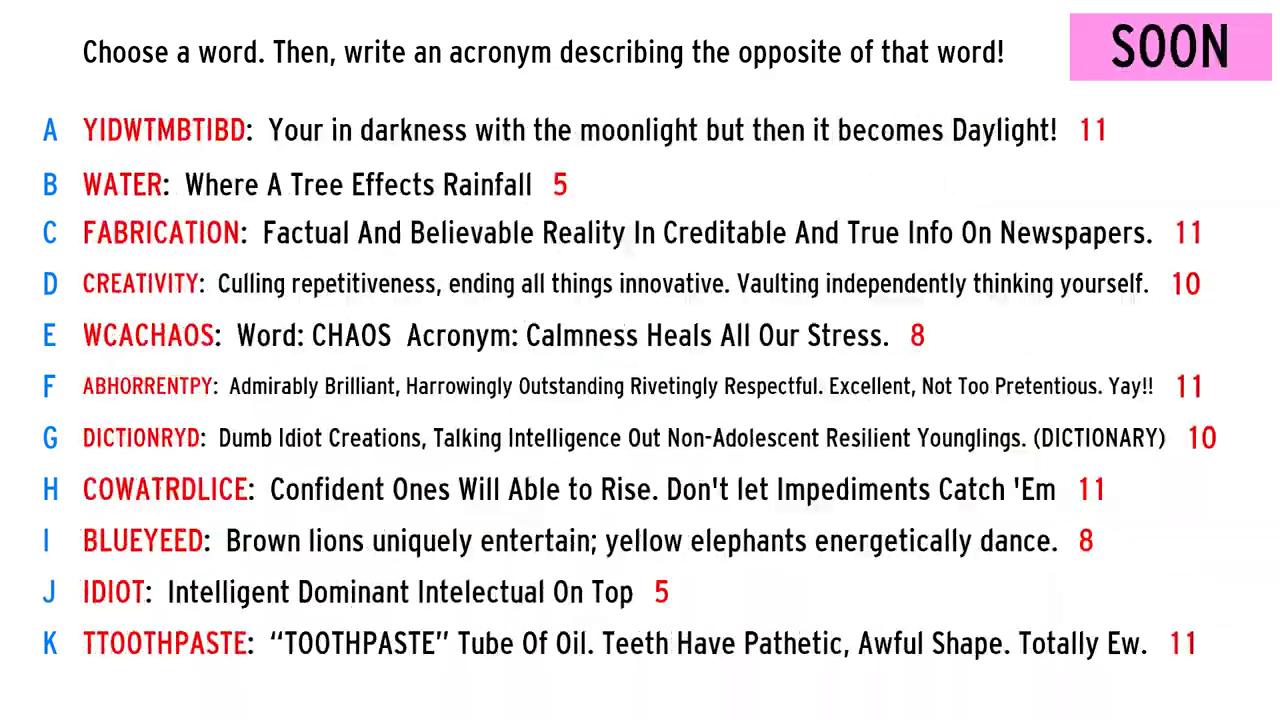 Choose a word. Then, write an acronym describing the opposite of that word!
SOON
A YIDWTMBTIBD: Your in darkness with the moonlight but then it becomes Daylight! 11
B WATER: Where A Tree Effects Rainfall 5
C FABRICATION: Factual And Believable Reality In Creditable And True Info On Newspapers. 11
D CREATIVITY: Culling repetitiveness, ending all things innovative. Vaulting independently thinking yourself. 10
E WCACHAOS: Word: CHAOS Acronym: Calmness Heals All Our Stress. 8
F ABHORRENTPY: Admirably Brilliant, Harrowingly Outstanding Rivetingly Respectful. Excellent, Not Too Pretentious. Yay!! 11
G DICTIONRYD: Dumb Idiot Creations, Talking Intelligence Out Non-Adolescent Resilient Younglings. (DICTIONARY) 10
H COWATRDLICE: Confident Ones Will Able to Rise. Don't let Impediments Catch 'Em 11
I BLUEYEED: Brown lions uniquely entertain; yellow elephants energetically dance. 8
J IDIOT: Intelligent Dominant Intelectual On Top 5
K TTOOTHPASTE: “TOOTHPASTE” Tube Of Oil. Teeth Have Pathetic, Awful Shape. Totally Ew. 11